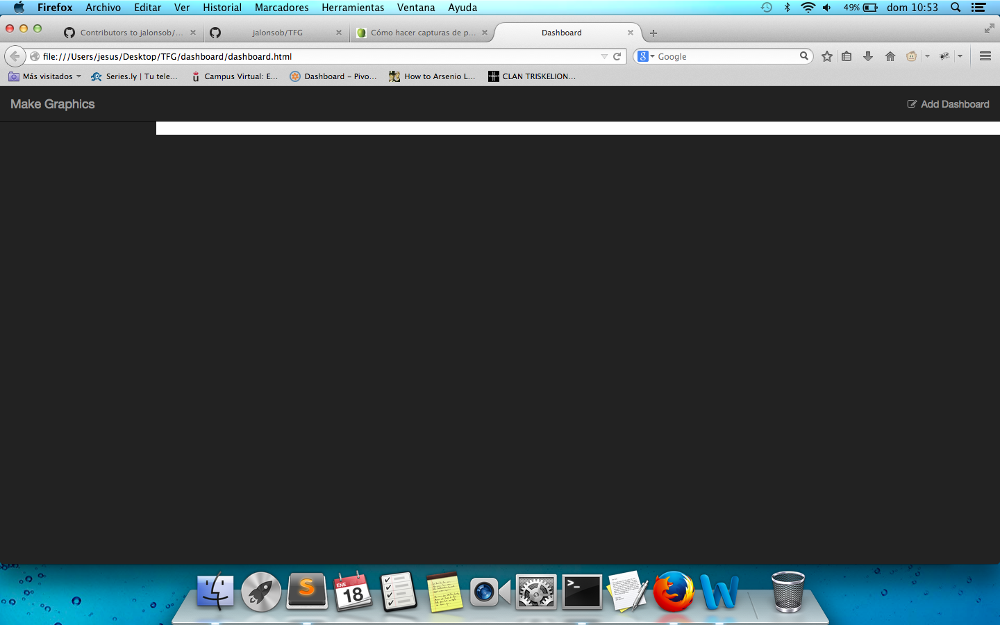 Firefox Archivo Editar Ver Historial Marcadores Herramientas Ventana Ayuda 49% dom 10:53
Contributors to jalonsob/... jalonsob/TFG Cómo hacer capturas de p... Dashboard
file:///Users/jesus/Desktop/TFG/dashboard/dashboard.html Google
Más visitados Series.ly | Tu tele... Campus Virtual: E... Dashboard – Pivo... How to Arsenio L... CLAN TRISKELION...
Make Graphics Add Dashboard
ENE
18